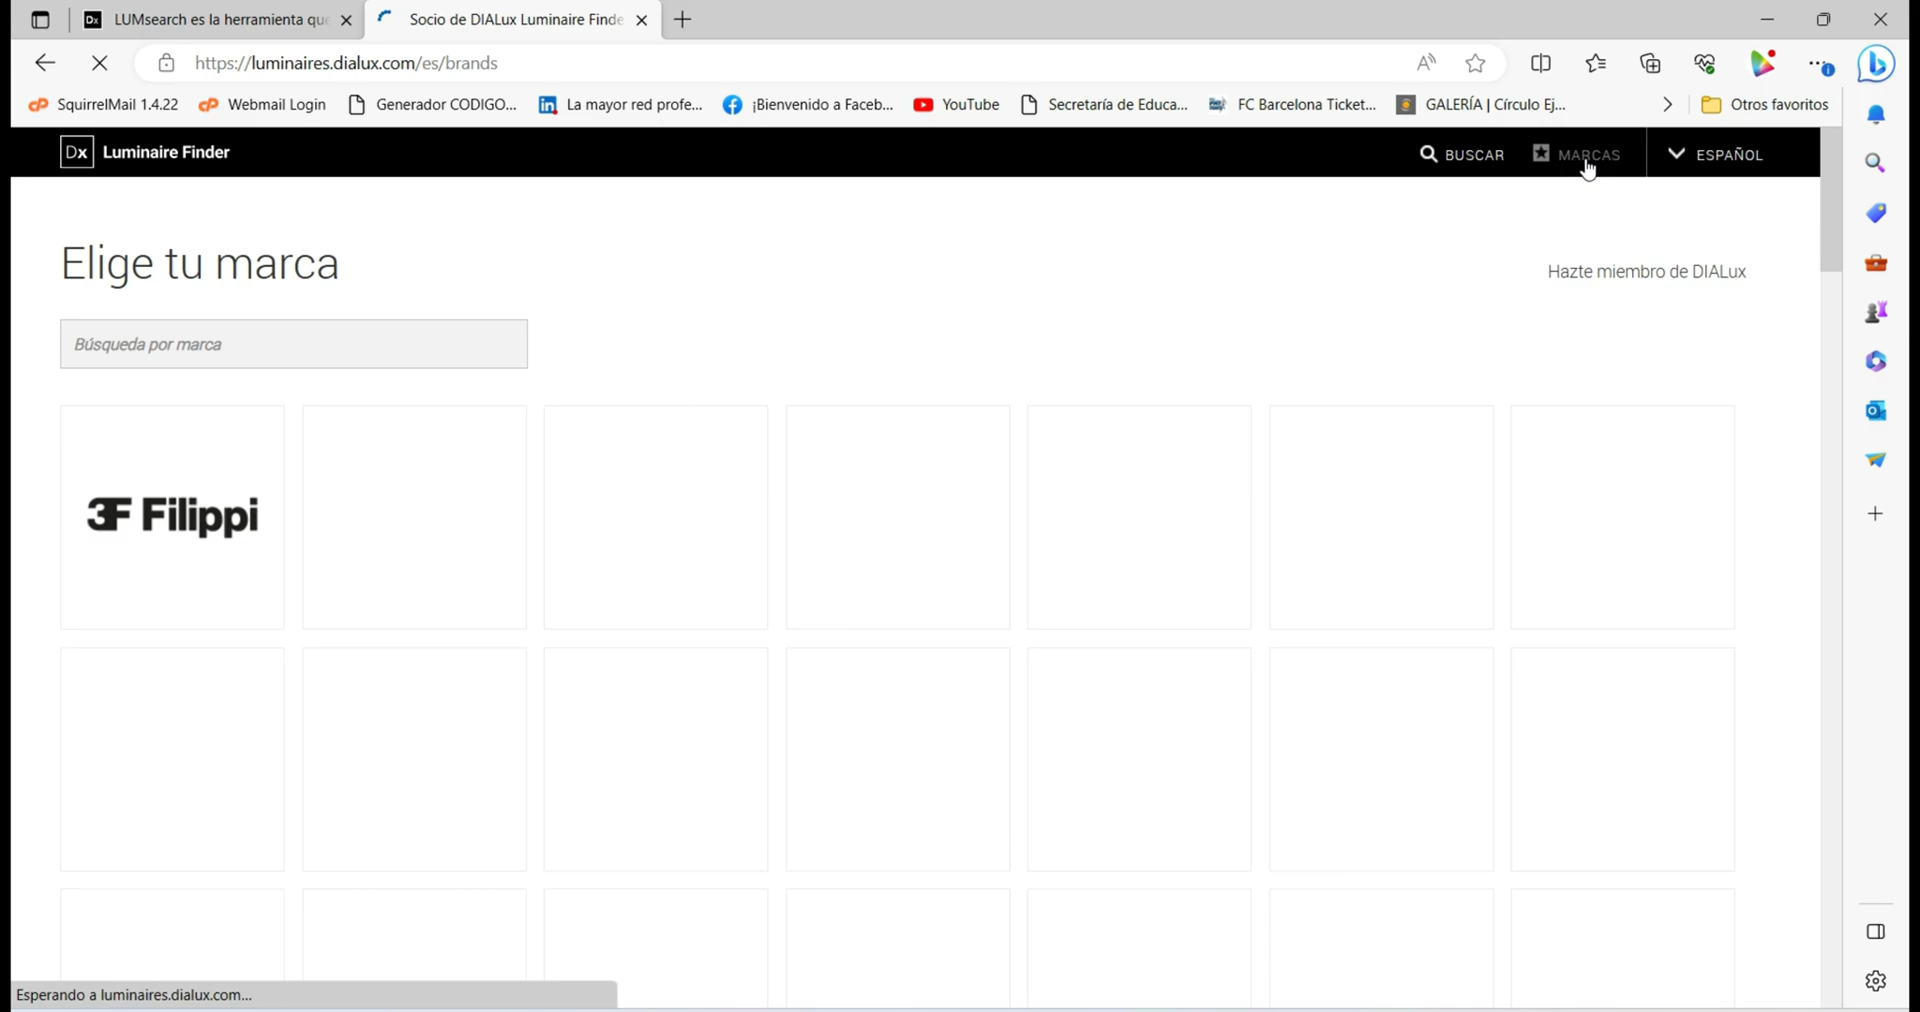 Dx LUMsearch es la herramienta que
Socio de DIALux Luminaire Finde
https://luminaires.dialux.com/es/brands
SquirrelMail 1.4.22
Webmail Login
Generador CODIGO...
La mayor red profe...
¡Bienvenido a Faceb...
YouTube
Secretaría de Educa...
FC Barcelona Ticket...
GALERÍA | Círculo Ej...
Otros favoritos
Dx Luminaire Finder
BUSCAR
MARCAS
ESPAÑOL
Elige tu marca
Hazte miembro de DIALux
Búsqueda por marca
3F Filippi
Esperando a luminaires.dialux.com...